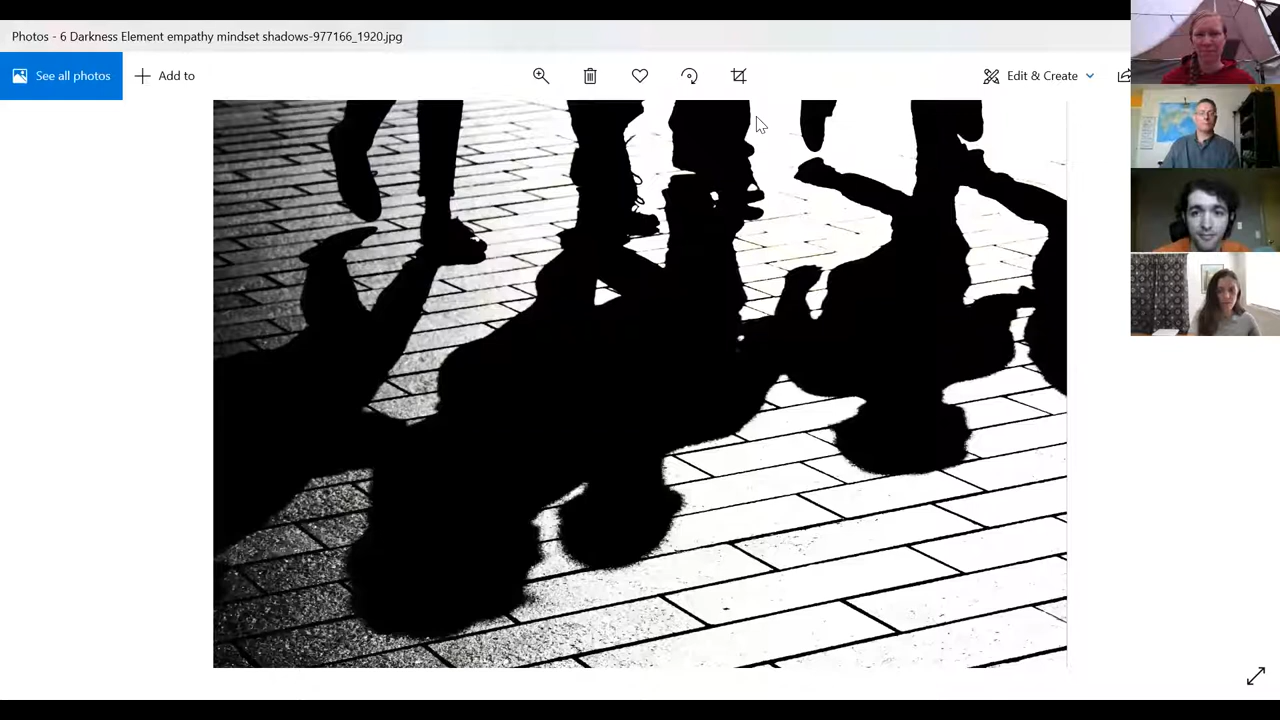 Photos - 6 Darkness Element empathy mindset shadows-977166_1920.jpg
See all photos
Add to
Edit & Create